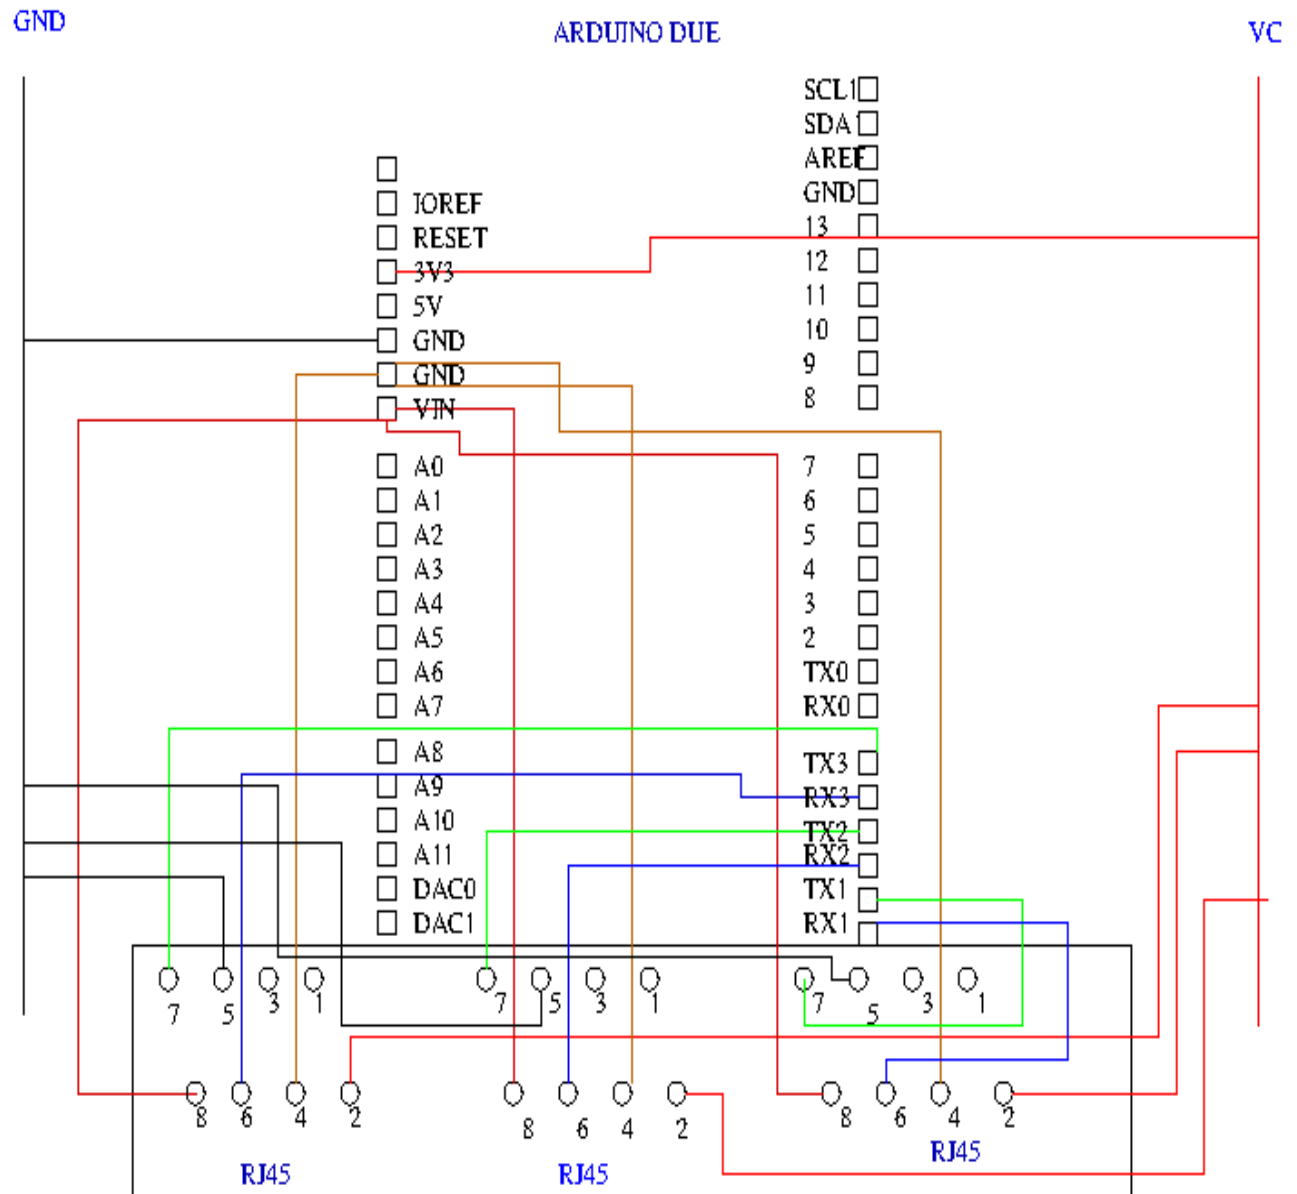 GND
ARDUINO DUE
VC
SCL1
SDA
AREF
GND
13
12
11
10
9
8
IOREF
RESET
3V3
5V
GND
GND
VIN
A0
A1
A2
A3
A4
A5
A6
A7
7
6
5
4
3
2
TX0
RX0
A8
A9
A10
A11
DAC0
DAC1
TX3
RX3
TX2
RX2
TX1
RX1
7 5 3 1
7 5 3 1
7 5 3 1
8 6 4 2
8 6 4 2
8 6 4 2
RJ45
RJ45
RJ45